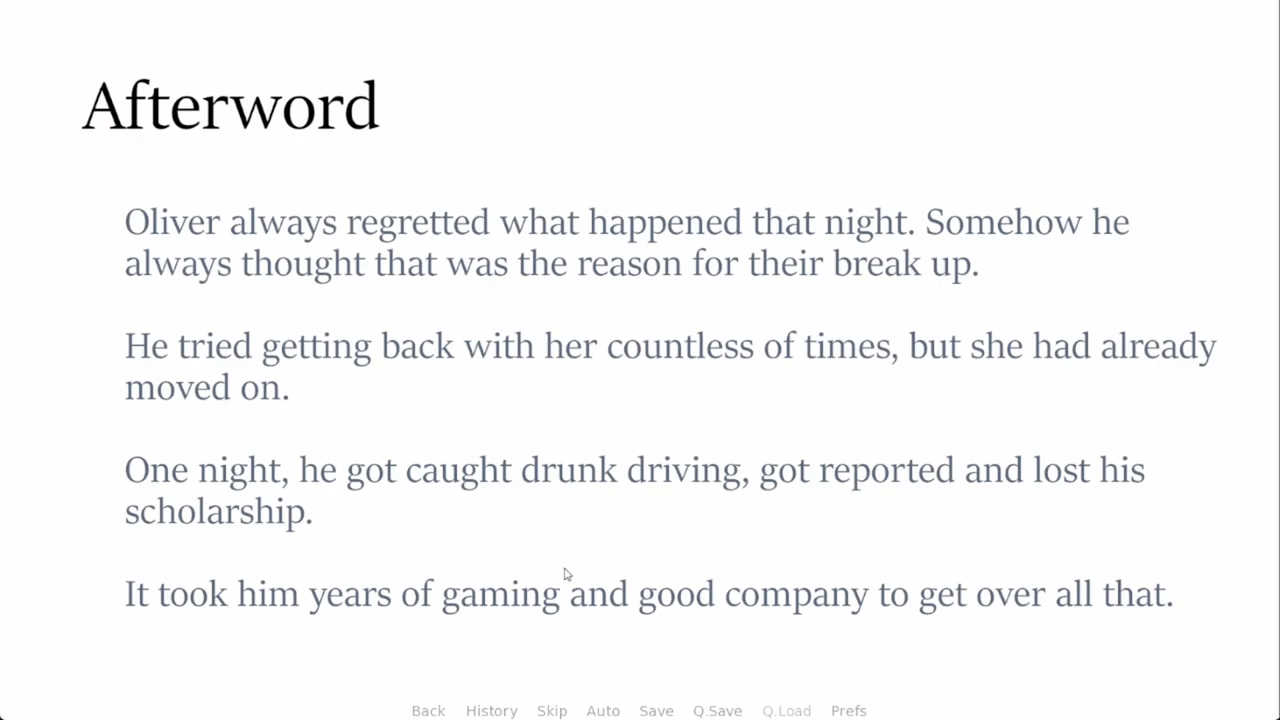 Afterword
Oliver always regretted what happened that night. Somehow he
always thought that was the reason for their break up.
He tried getting back with her countless of times, but she had already
moved on.
One night, he got caught drunk driving, got reported and lost his
scholarship.
It took him years of gaming and good company to get over all that.
Back History Skip Auto Save Q.Save Q.Load Prefs